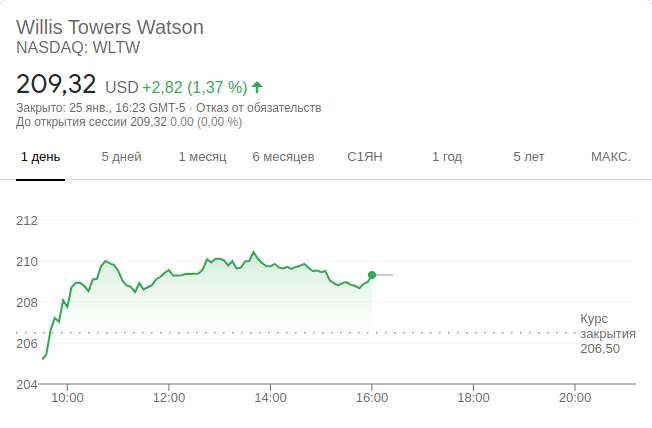 Willis Towers Watson
NASDAQ: WLTW
209,32 USD +2,82 (1,37 %)
Закрыто: 25 янв., 16:23 GMT-5 · Отказ от обязательств
До открытия сессии 209,32 0,00 (0,00 %)
1 день 5 дней 1 месяц 6 месяцев С1ЯН 1 год 5 лет МАКС.
212
210
208
Курс
закрытия
206,50
206
204
10:00 12:00 14:00 16:00 18:00 20:00